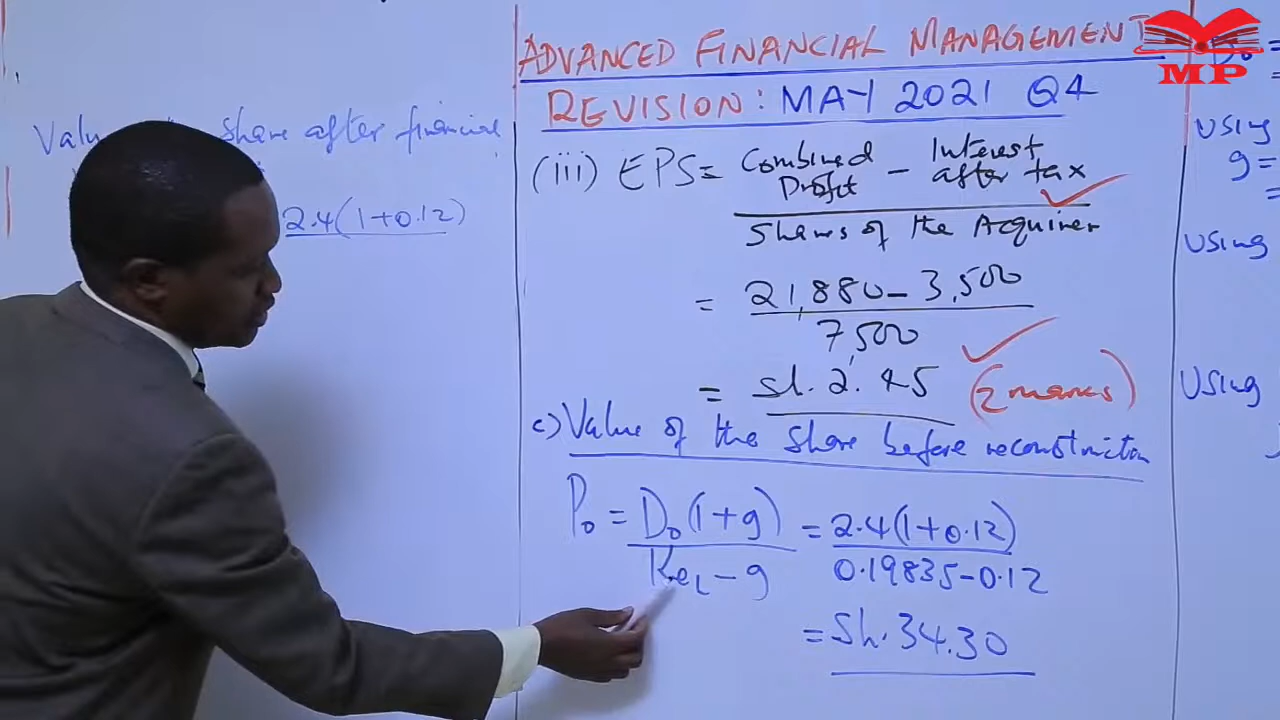 Value share after financial
2.4(1+0.12)
ADVANCED FINANCIAL MANAGEMENT
REVISION: MAY 2021 Q4
(iii) EPS = Combined Profit - Interest after tax
Shares of the Acquirer
= 21,880 - 3,500
7,500
= Sh. 2.45 (2 marks)
c) Value of the share before reconstruction
P₀ = D₀(1+g) = 2.4(1+0.12)
KeL - g 0.19835-0.12
= Sh. 34.30
MP
Using
g =
=
Using
Using